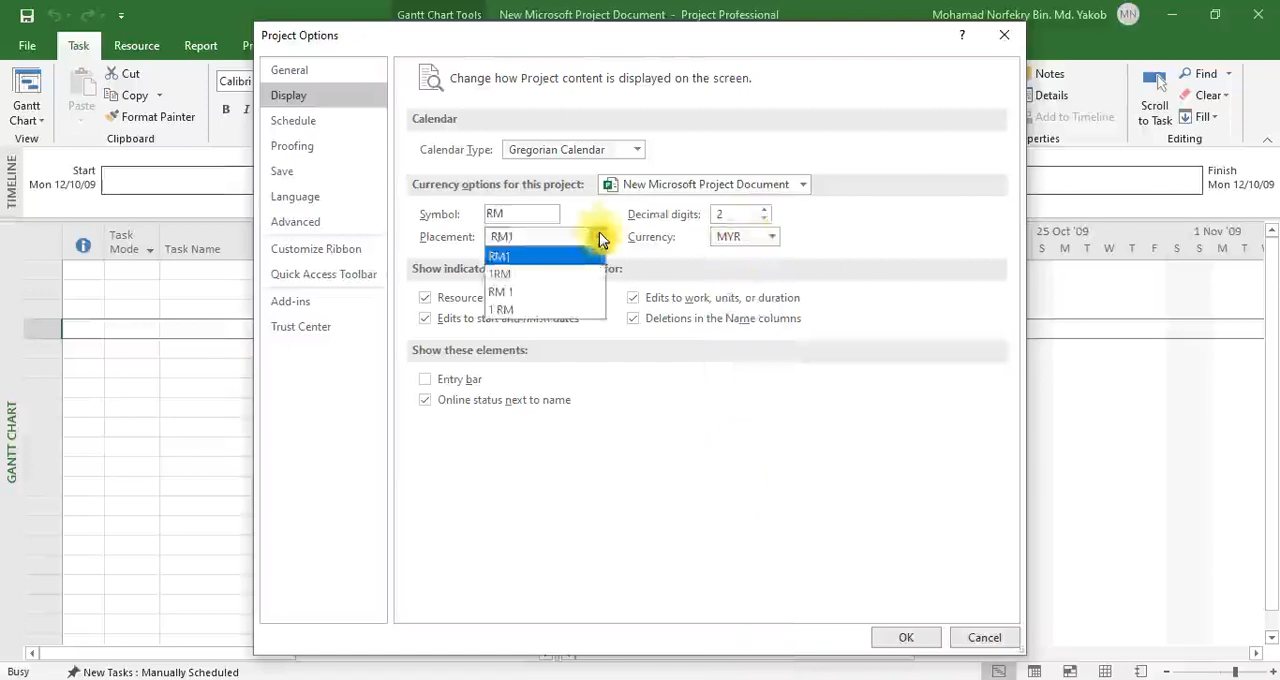 Gantt Chart Tools
New Microsoft Project Document - Project Professional
Mohamad Norfekry Bin. Md. Yakob
MN
File
Task
Resource
Report
Project Options
?
Gantt
Chart
View
Paste
Cut
Copy
Format Painter
Clipboard
Calibri
B I
Notes
Details
Add to Timeline
Scroll
to Task
Find
Clear
Fill
Editing
TIMELINE
Start
Mon 12/10/09
Finish
Mon 12/10/09
General
Display
Schedule
Proofing
Save
Language
Advanced
Customize Ribbon
Quick Access Toolbar
Add-ins
Trust Center
Change how Project content is displayed on the screen.
Calendar
Calendar Type: Gregorian Calendar
Currency options for this project: New Microsoft Project Document
Symbol: RM
Decimal digits: 2
Placement: RM1
Currency: MYR
RM1
1RM
RM 1
1 RM
Show
for:
Resource
Edits to work, units, or duration
Edits to
Deletions in the Name columns
Show these elements:
Entry bar
Online status next to name
OK
Cancel
Task
Mode
Task Name
25 Oct '09
1 Nov '09
S M T W T F S S M T
GANTT CHART
Busy
New Tasks : Manually Scheduled